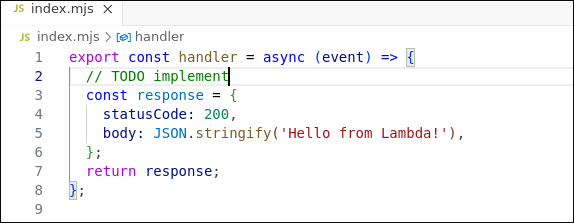 JS index.mjs ×
JS index.mjs > handler
1 export const handler = async (event) => {
2   // TODO implement
3   const response = {
4     statusCode: 200,
5     body: JSON.stringify('Hello from Lambda!'),
6   };
7   return response;
8 };
9